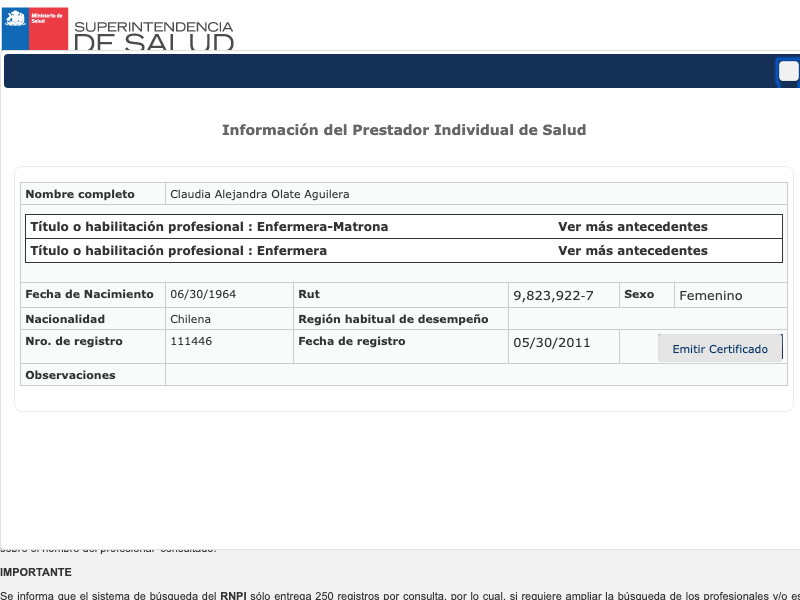 Ministerio de
Salud
SUPERINTENDENCIA
DE SALUD
Información del Prestador Individual de Salud
Nombre completo Claudia Alejandra Olate Aguilera
Título o habilitación profesional : Enfermera-Matrona Ver más antecedentes
Título o habilitación profesional : Enfermera Ver más antecedentes
Fecha de Nacimiento 06/30/1964 Rut 9,823,922-7 Sexo Femenino
Nacionalidad Chilena Región habitual de desempeño
Nro. de registro 111446 Fecha de registro 05/30/2011 Emitir Certificado
Observaciones
sobre el nombre del profesional consultado.
IMPORTANTE
Se informa que el sistema de búsqueda del RNPI sólo entrega 250 registros por consulta, por lo cual, si requiere ampliar la búsqueda de los profesionales y/o es